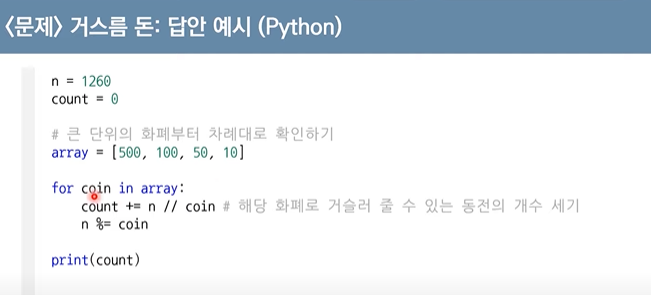 <문제> 거스름 돈: 답안 예시 (Python)
n = 1260
count = 0
# 큰 단위의 화폐부터 차례대로 확인하기
array = [500, 100, 50, 10]
for coin in array:
count += n // coin # 해당 화폐로 거슬러 줄 수 있는 동전의 개수 세기
n %= coin
print(count)